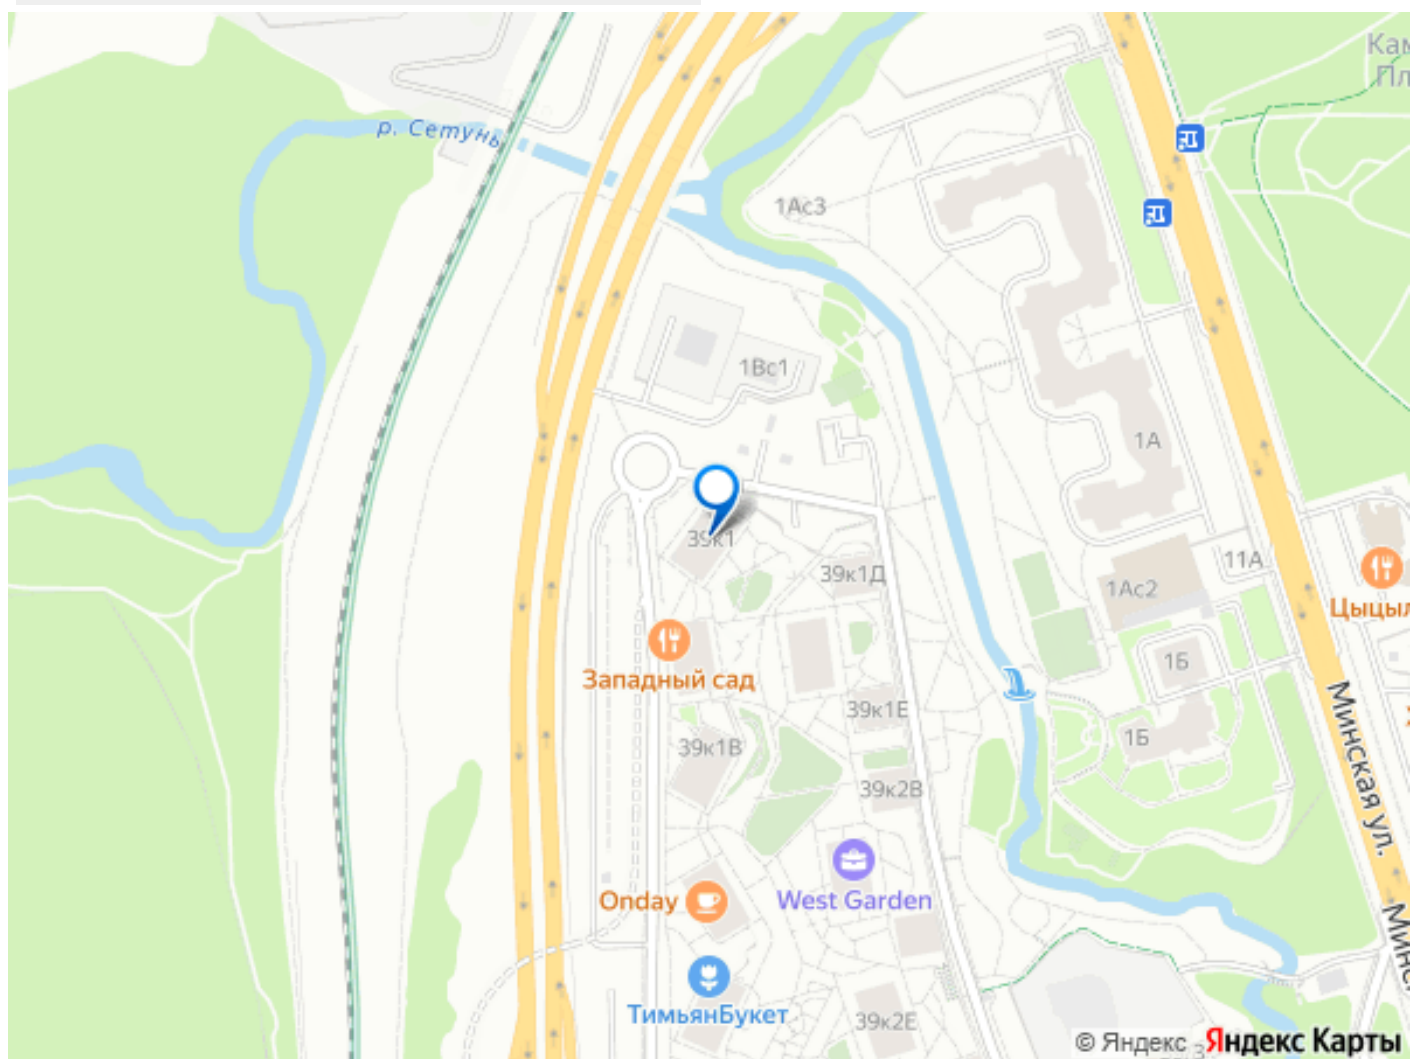 Кам
Пл
р. Сетунь
1Ас3
1Вс1
1А
39к1
39к1Д
11А
1Ас2
Цыцыл
1Б
Западный сад
39к1Е
1Б
39к1В
Минская ул.
39к2В
Onday
West Garden
Минс
ТимьянБукет
39к2Е
© Яндекс Яндекс Карты